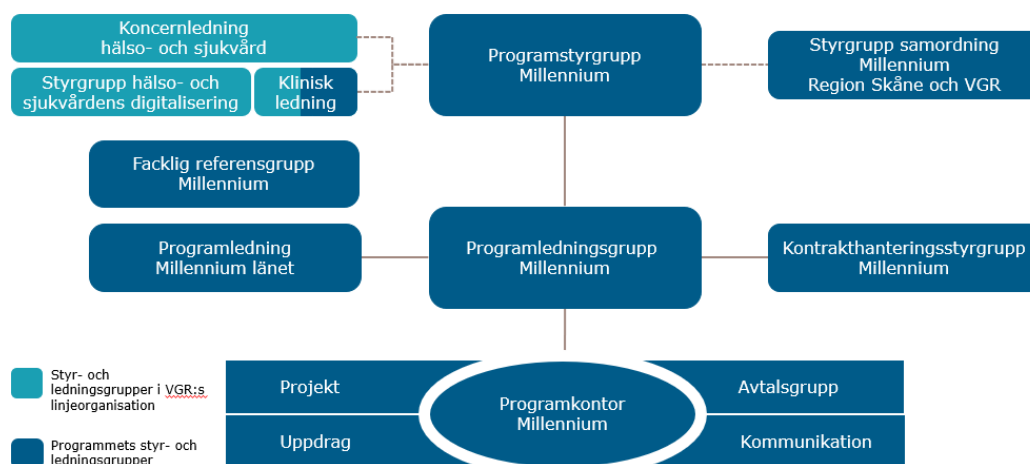 Koncernledning
hälso- och sjukvård
Styrgrupp hälso- och
sjukvårdens digitalisering
Klinisk
ledning
Programstyrgrupp
Millennium
Styrgrupp samordning
Millennium
Region Skåne och VGR
Facklig referensgrupp
Millennium
Programledning
Millennium länet
Programledningsgrupp
Millennium
Kontrakthanteringsstyrgrupp
Millennium
Styr- och
ledningsgrupper i VGR:s
linjeorganisation
Programmets styr- och
ledningsgrupper
Projekt
Uppdrag
Programkontor
Millennium
Avtalsgrupp
Kommunikation